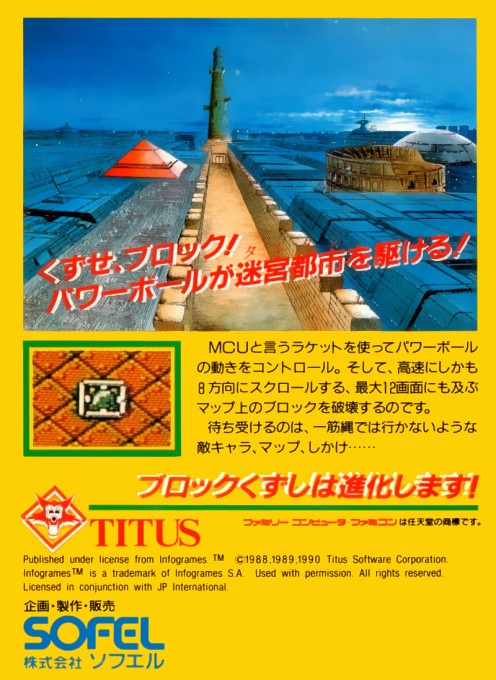 くずせ、ブロック!
パワーボールが迷宮都市を駆ける!
MCUと言うラケットを使ってパワーボール
の動きをコントロール。そして、高速にしかも
8方向にスクロールする、最大12画面にも及ぶ
マップ上のブロックを破壊するのです。
待ち受けるのは、一筋縄では行かないような
敵キャラ、マップ、しかけ……
ブロックくずしは進化します!
TITUS
ファミリー コンピュータ・ファミコン は任天堂の商標です。
Published under license from Infogrames ™ ©1988,1989,1990 Titus Software Corporation.
Infogrames™ is a trademark of Infogrames S.A. Used with permission. All rights reserved.
Licensed in conjunction with JP International.
企画・製作・販売
SOFEL
株式会社 ソフエル